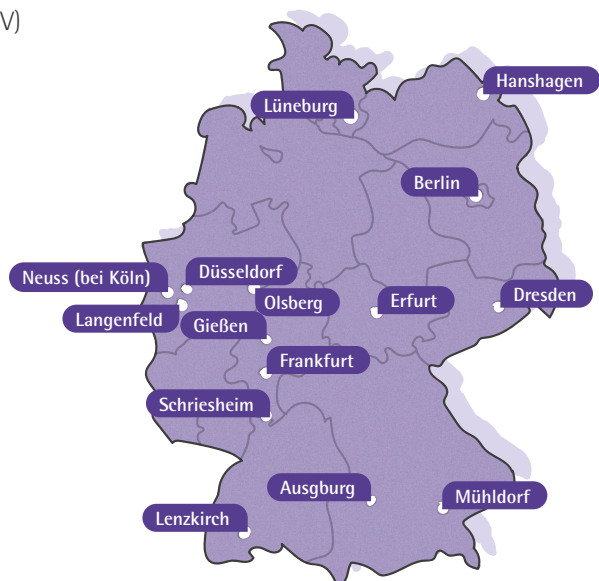 V)
Hanshagen
Lüneburg
Berlin
Neuss (bei Köln)
Düsseldorf
Olsberg
Erfurt
Dresden
Langenfeld
Gießen
Frankfurt
Schriesheim
Ausgburg
Mühldorf
Lenzkirch